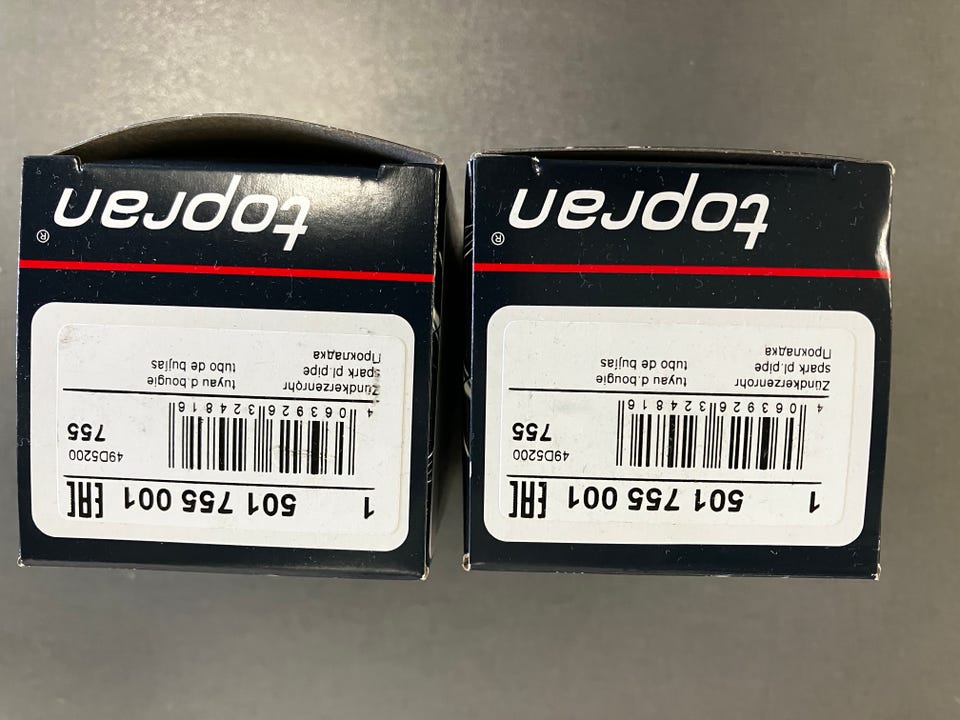 1 501 755 001 EAC
49D5200
755
4 063926 324816
Zündkerzenrohr tuyau d.bougie
spark pl.pipe tubo de bujías
Прокладка
topran®
1 501 755 001 EAC
49D5200
755
4 063926 324816
Zündkerzenrohr tuyau d.bougie
spark pl.pipe tubo de bujías
Прокладка
topran®